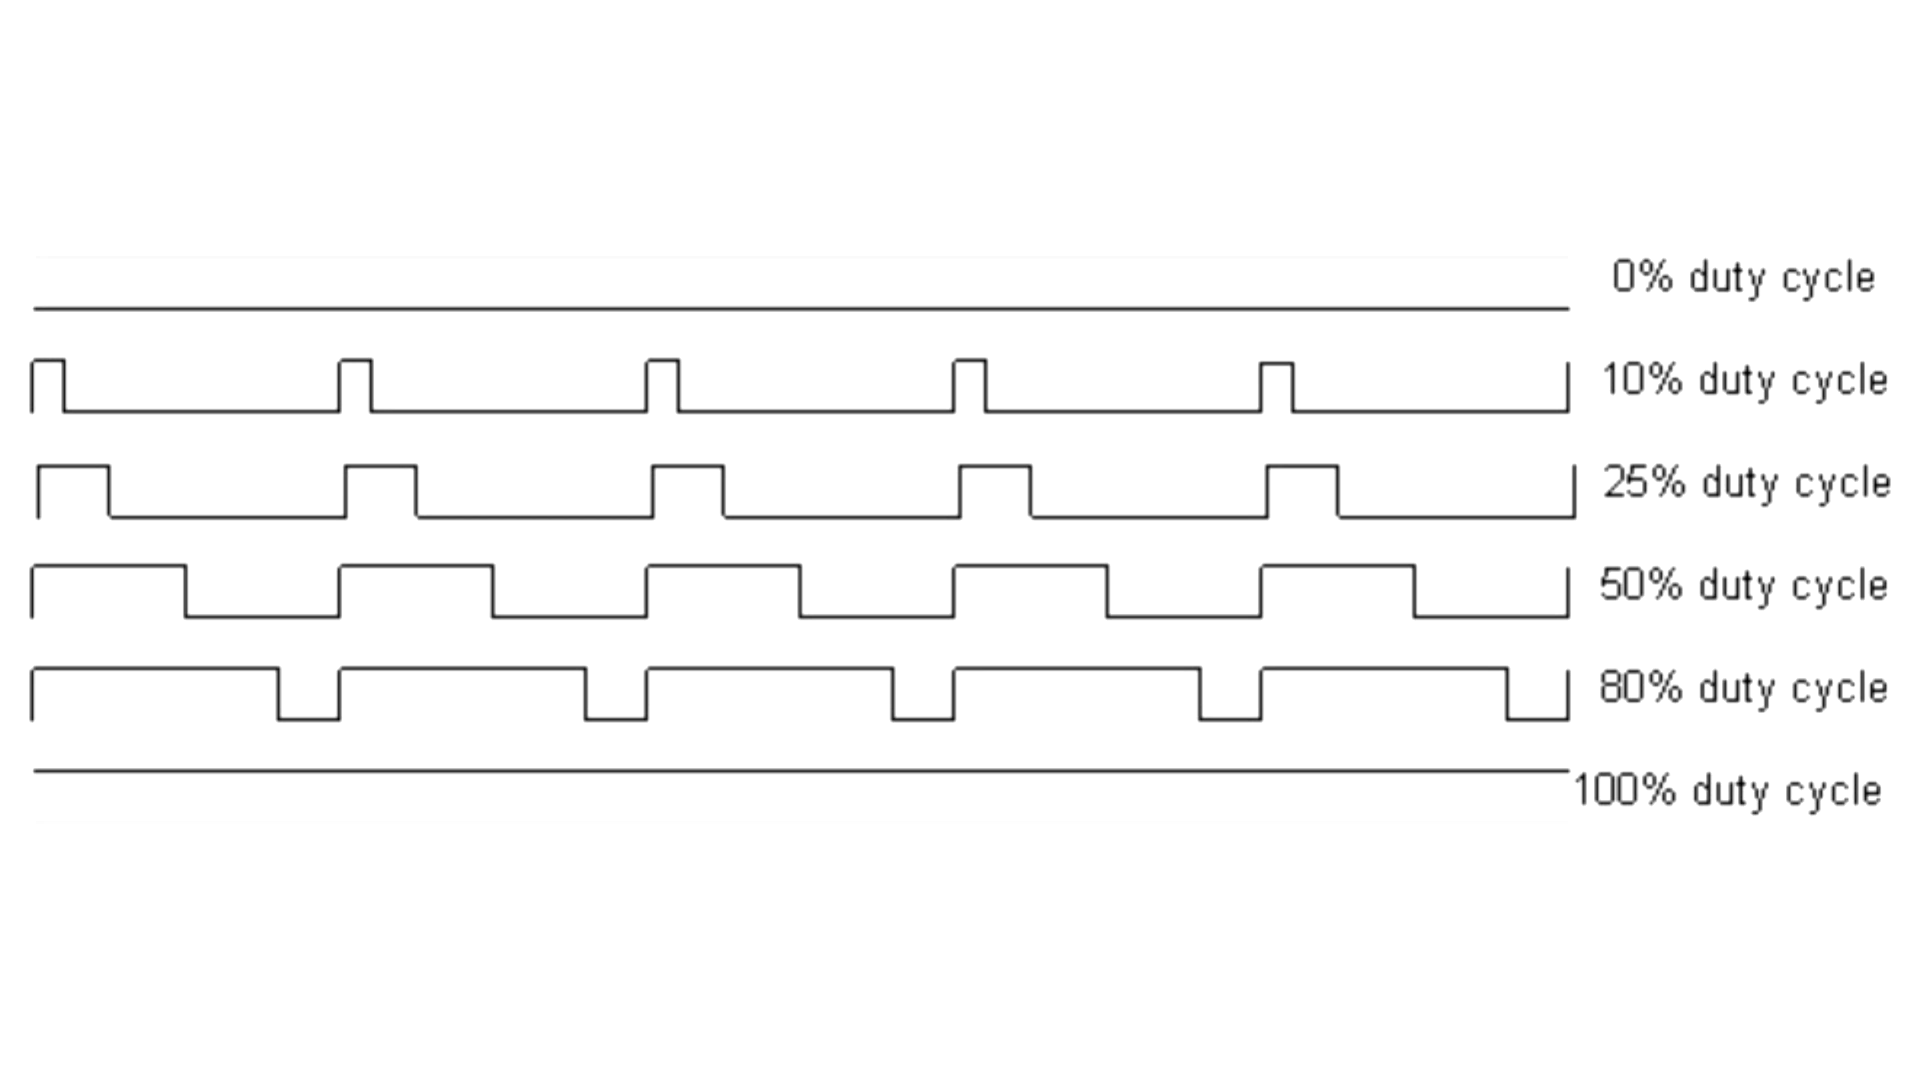 0% duty cycle
10% duty cycle
25% duty cycle
50% duty cycle
80% duty cycle
100% duty cycle